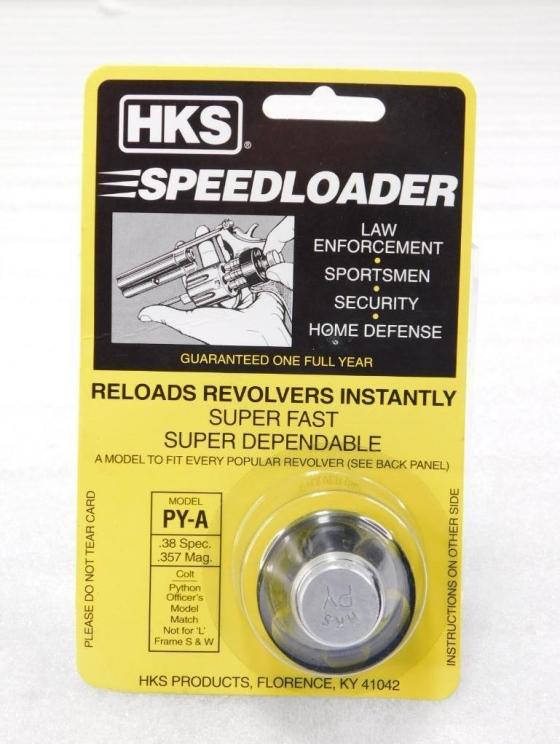 HKS®
SPEEDLOADER
LAW
ENFORCEMENT
•
SPORTSMEN
•
SECURITY
•
HOME DEFENSE
GUARANTEED ONE FULL YEAR
RELOADS REVOLVERS INSTANTLY
SUPER FAST
SUPER DEPENDABLE
A MODEL TO FIT EVERY POPULAR REVOLVER (SEE BACK PANEL)
PLEASE DO NOT TEAR CARD
MODEL
PY-A
.38 Spec.
.357 Mag.
Colt
Python
Officer's
Model
Match
Not for 'L'
Frame S & W
HKS
PY
INSTRUCTIONS ON OTHER SIDE
HKS PRODUCTS, FLORENCE, KY 41042